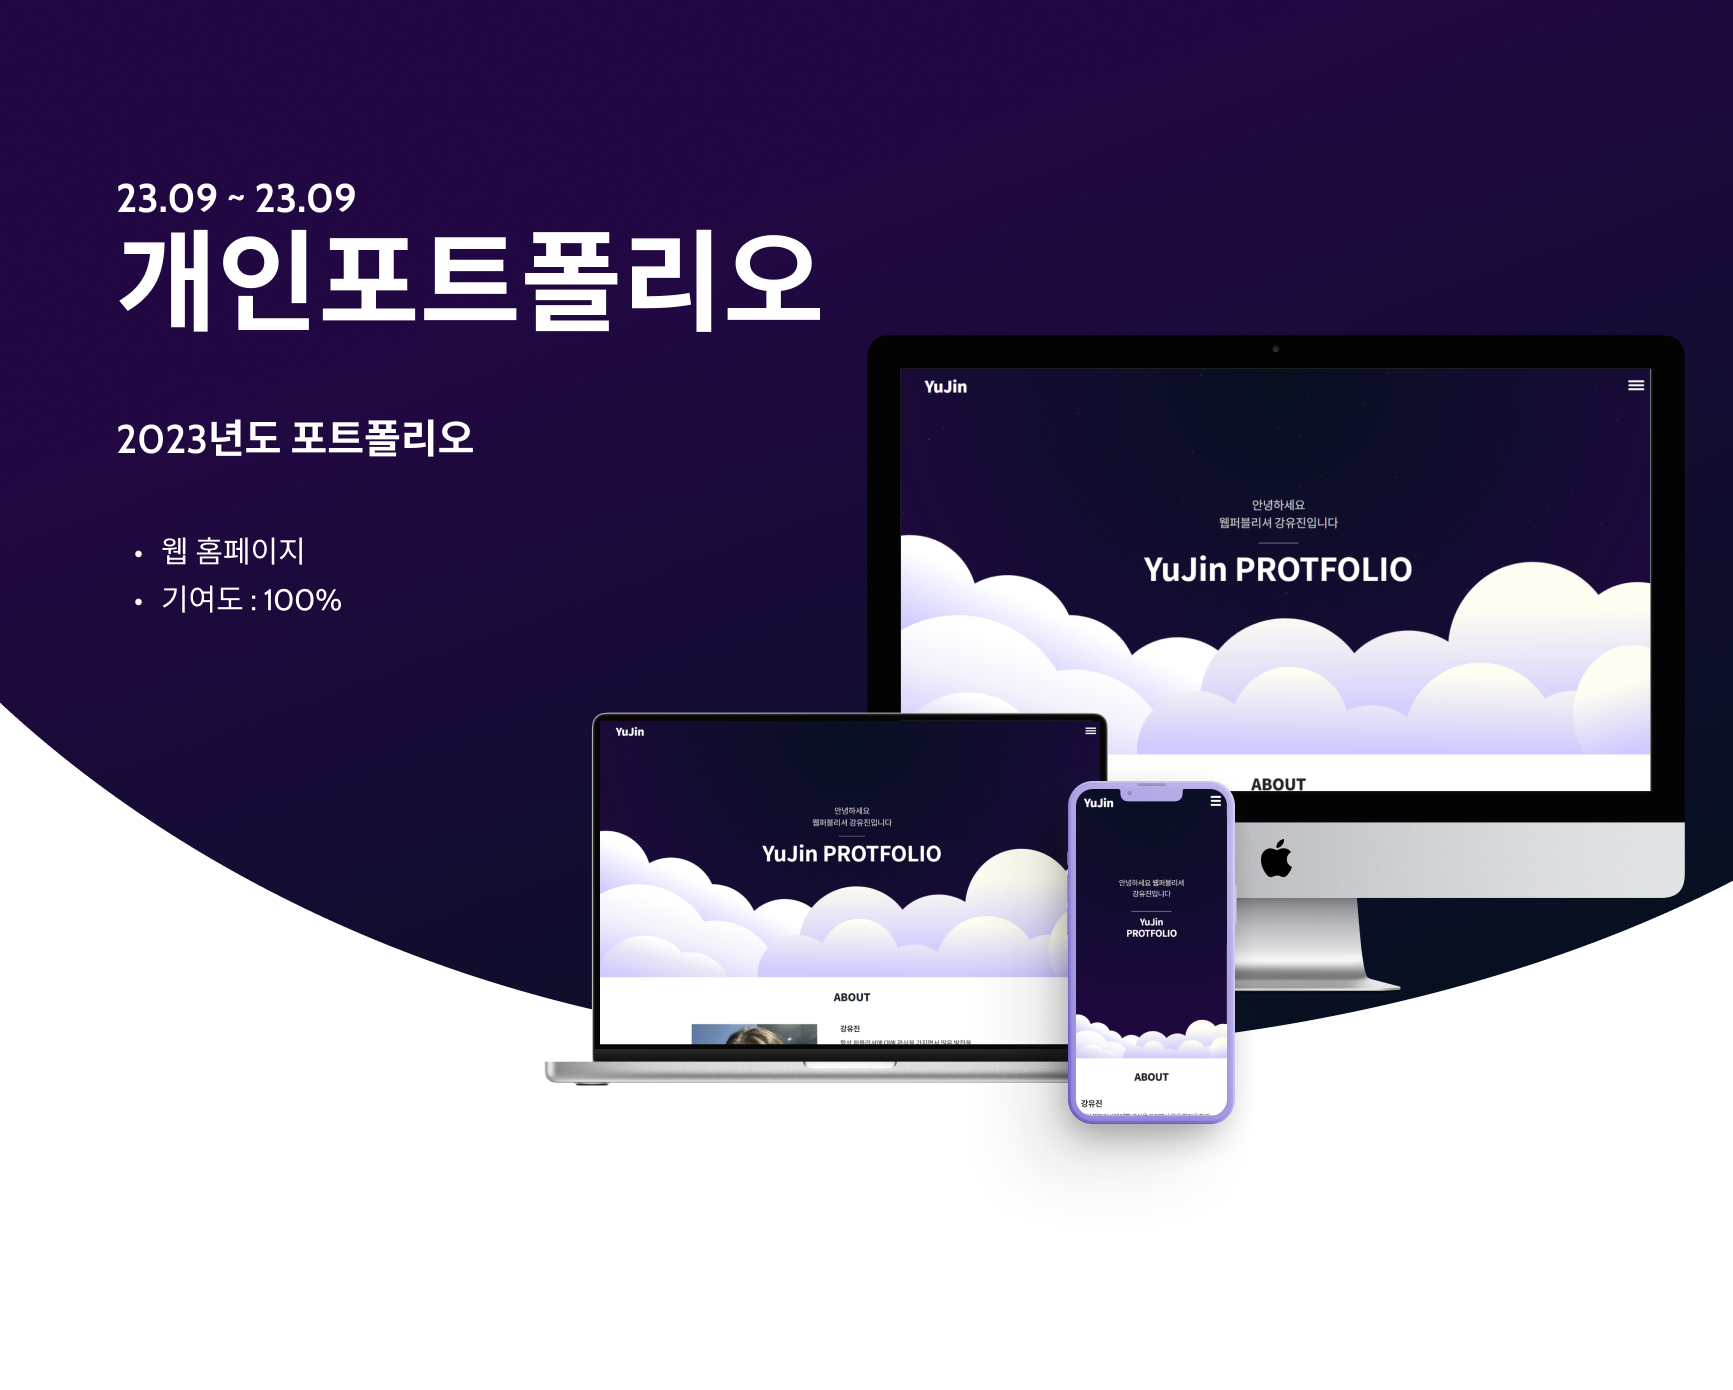 23.09 ~ 23.09
개인포트폴리오
2023년도 포트폴리오
• 웹 홈페이지
• 기여도 : 100%
YuJin
안녕하세요
웹퍼블리셔 강유진입니다
YuJin PROTFOLIO
ABOUT
YuJin
안녕하세요
웹퍼블리셔 강유진입니다
YuJin PROTFOLIO
ABOUT
강유진
YuJin
안녕하세요 웹퍼블리셔
강유진입니다
YuJin
PROTFOLIO
ABOUT
강유진